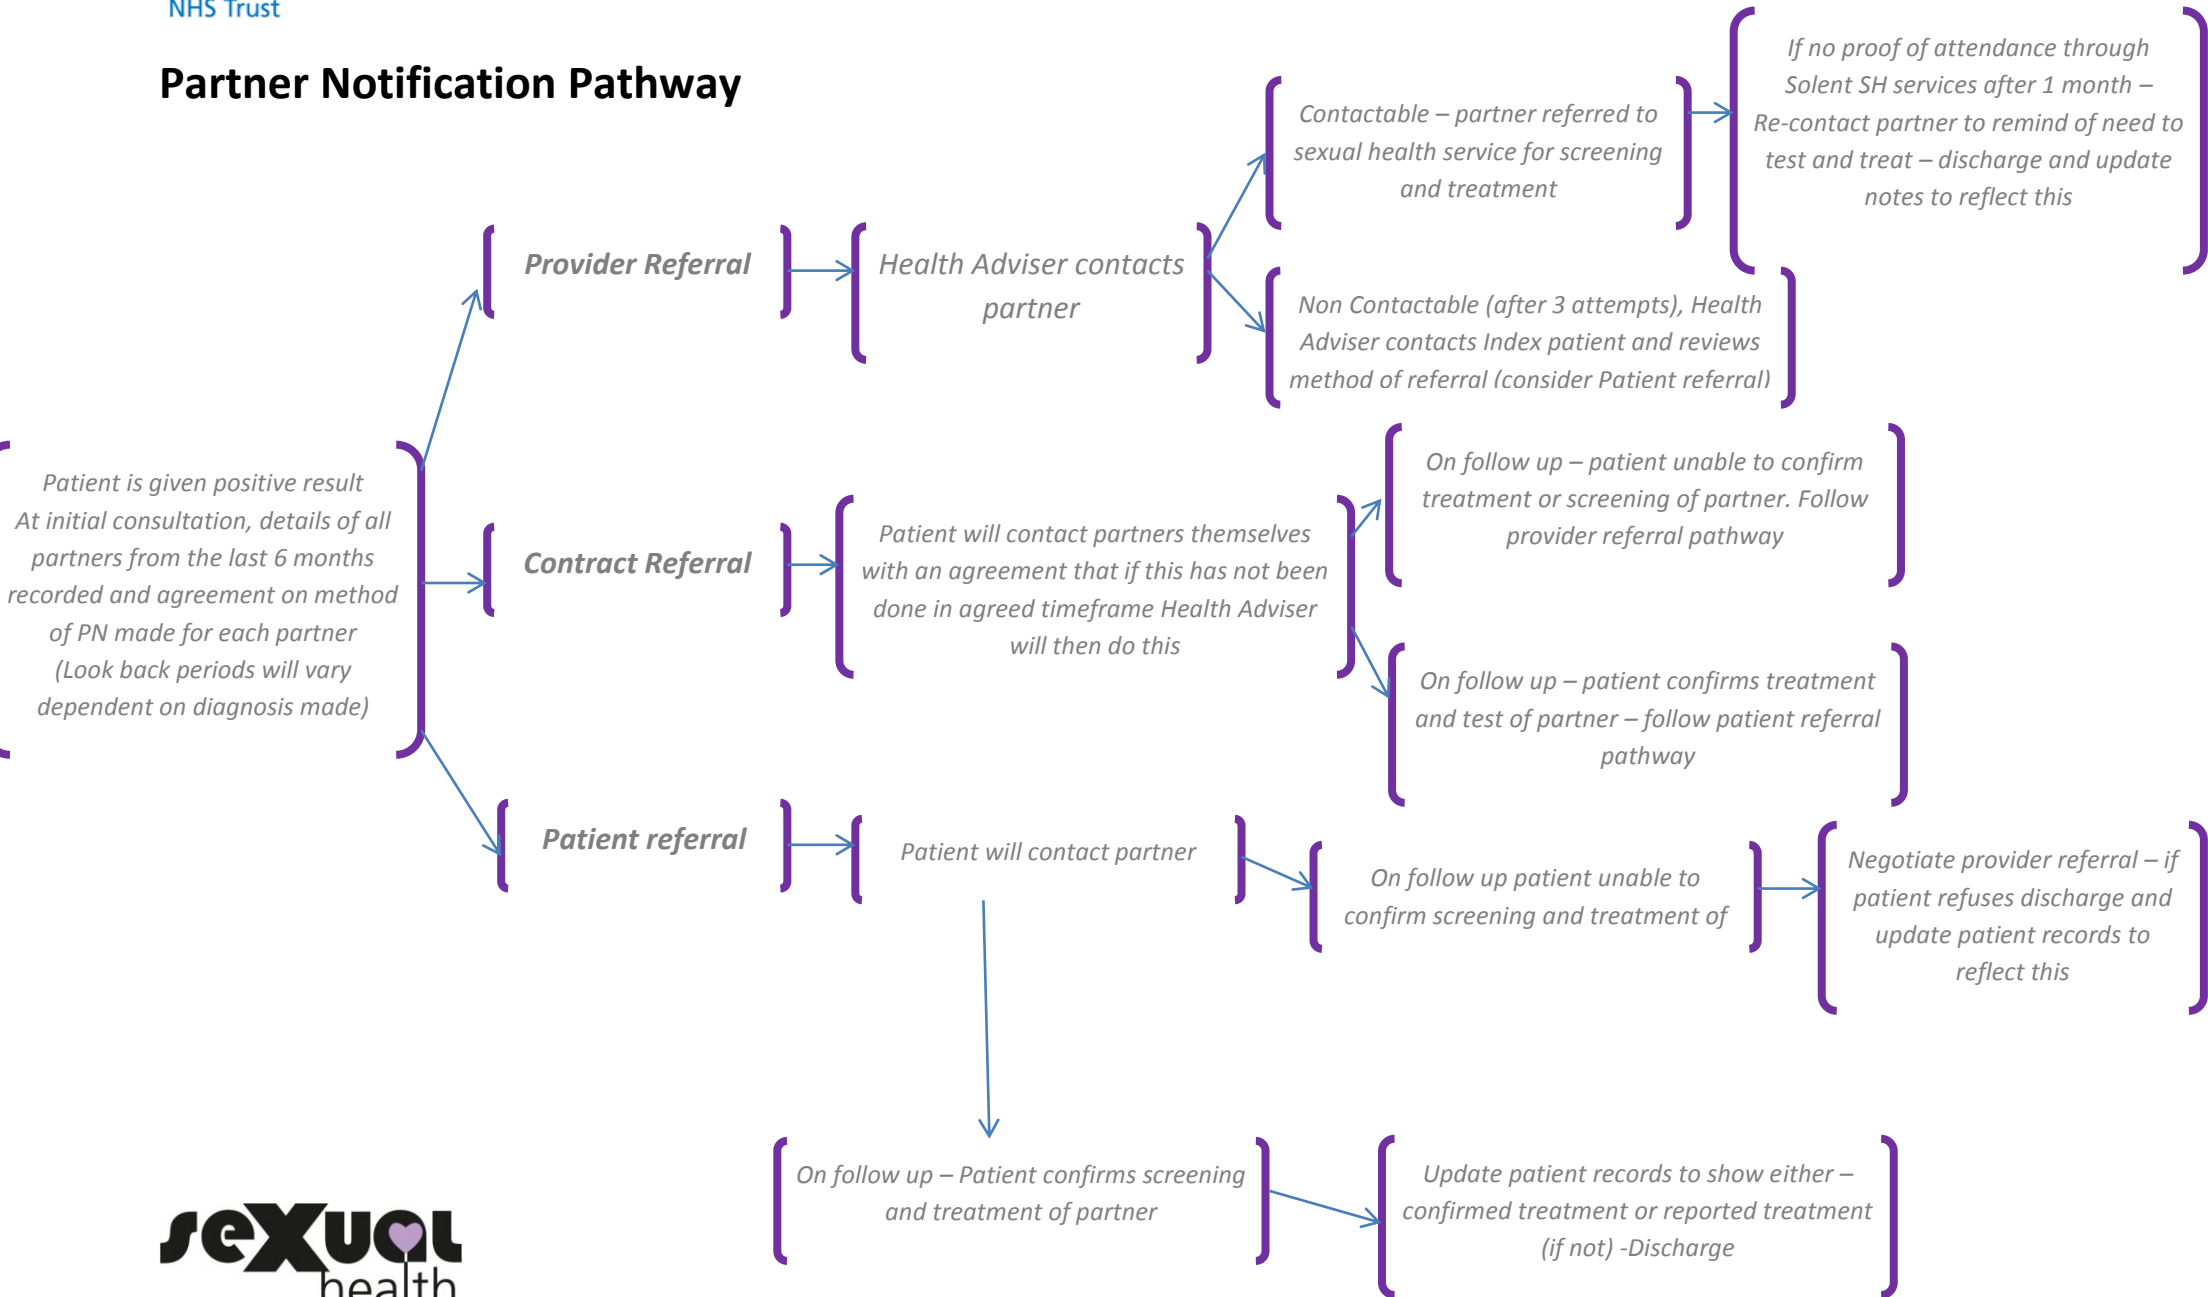 NHS Trust
Partner Notification Pathway
If no proof of attendance through
Solent SH services after 1 month –
Re-contact partner to remind of need to
test and treat – discharge and update
notes to reflect this
Contactable – partner referred to
sexual health service for screening
and treatment
Provider Referral
Health Adviser contacts
partner
Non Contactable (after 3 attempts), Health
Adviser contacts Index patient and reviews
method of referral (consider Patient referral)
Patient is given positive result
At initial consultation, details of all
partners from the last 6 months
recorded and agreement on method
of PN made for each partner
(Look back periods will vary
dependent on diagnosis made)
Contract Referral
Patient will contact partners themselves
with an agreement that if this has not been
done in agreed timeframe Health Adviser
will then do this
On follow up – patient unable to confirm
treatment or screening of partner. Follow
provider referral pathway
On follow up – patient confirms treatment
and test of partner – follow patient referral
pathway
Patient referral
Patient will contact partner
On follow up patient unable to
confirm screening and treatment of
Negotiate provider referral – if
patient refuses discharge and
update patient records to
reflect this
On follow up – Patient confirms screening
and treatment of partner
Update patient records to show either –
confirmed treatment or reported treatment
(if not) -Discharge
seXual
health